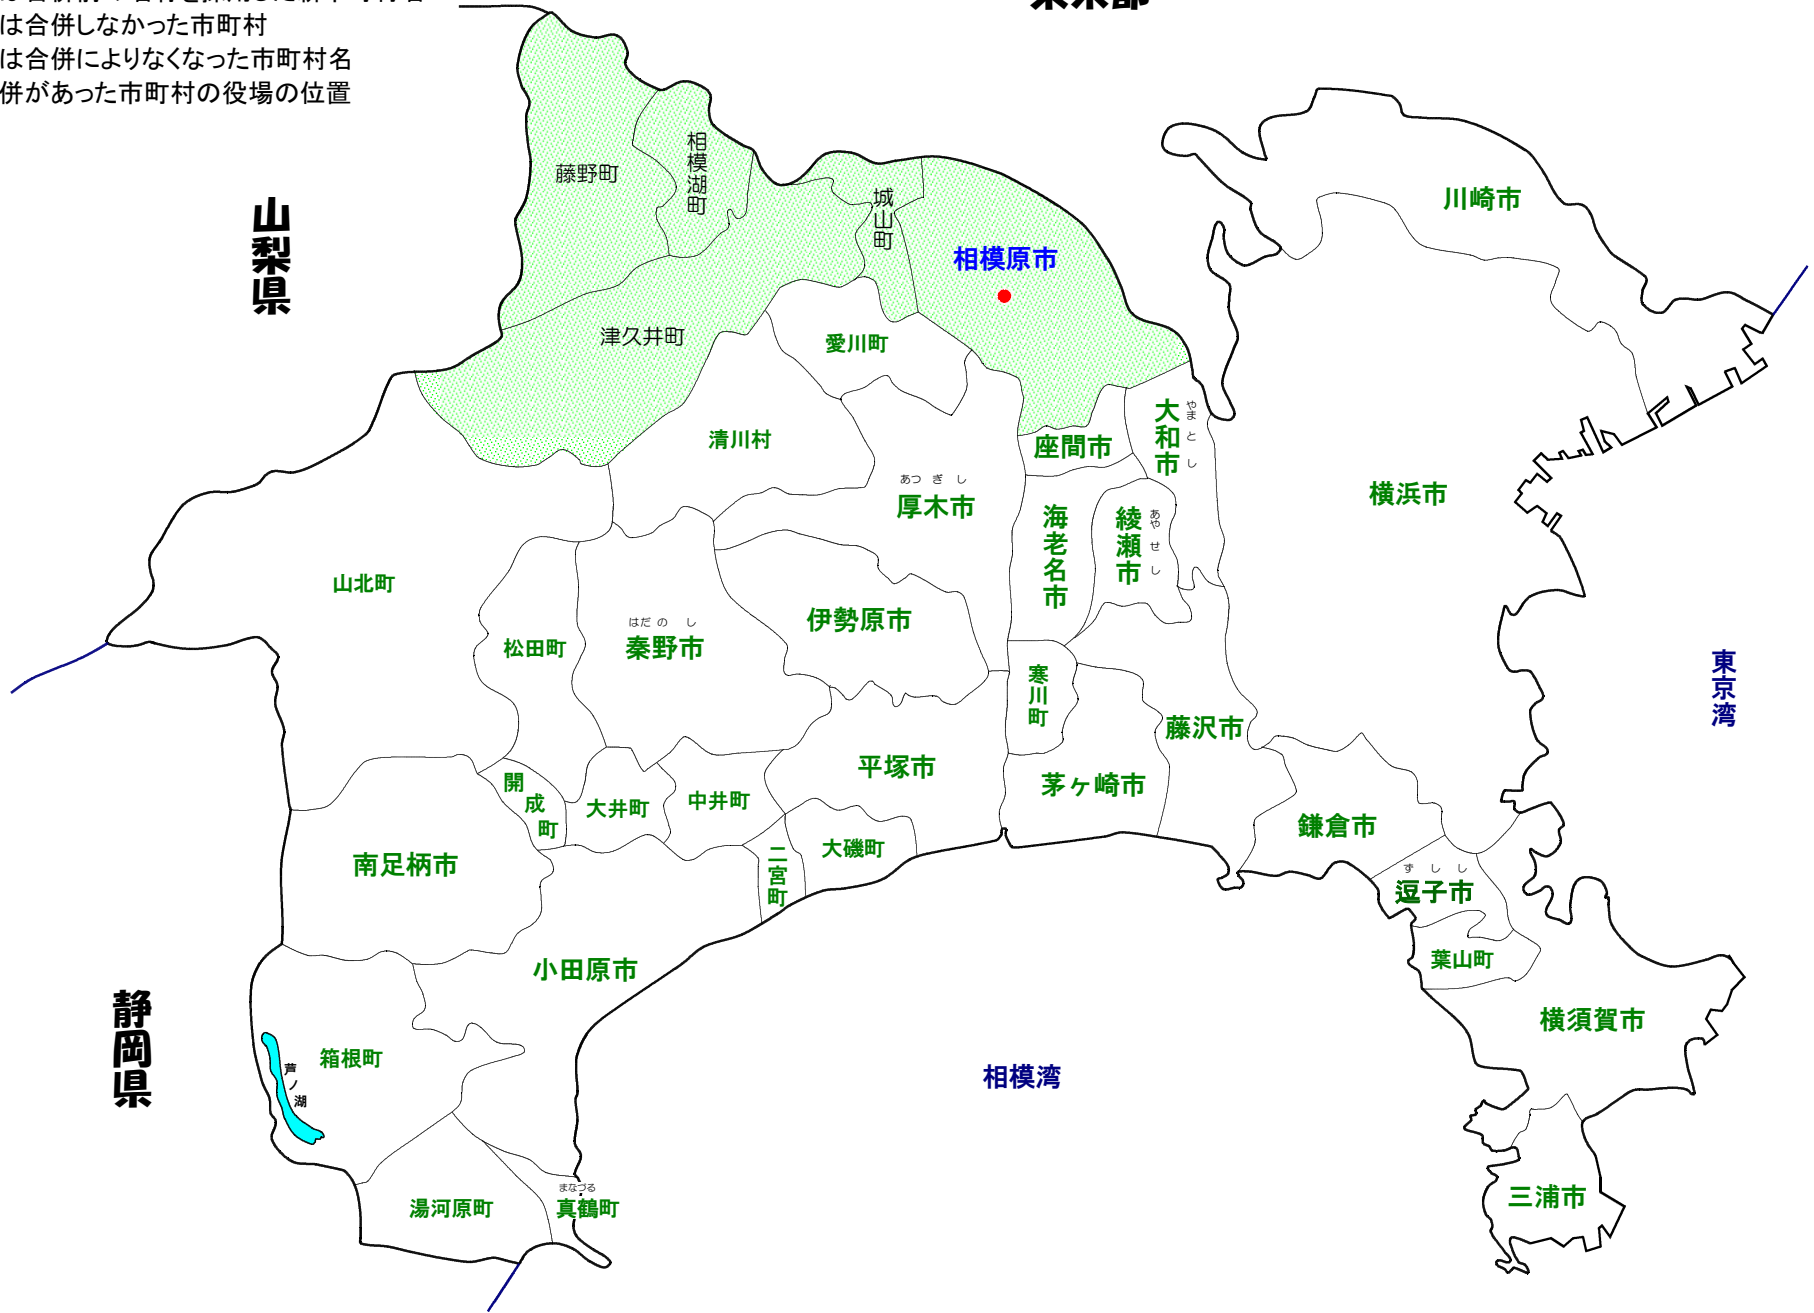 は合併しなかった市町村
は合併によりなくなった市町村名
併があった市町村の役場の位置
山梨県
藤野町
相模湖町
城山町
相模原市
川崎市
津久井町
愛川町
清川村
座間市
大和市
やまとし
あつぎし
厚木市
海老名市
綾瀬市
あやせし
横浜市
山北町
松田町
はだのし
秦野市
伊勢原市
寒川町
藤沢市
東京湾
開成町
大井町
中井町
平塚市
茅ヶ崎市
鎌倉市
南足柄市
二宮町
大磯町
ずしし
逗子市
葉山町
小田原市
横須賀市
静岡県
箱根町
芦ノ湖
相模湾
湯河原町
まなづる
真鶴町
三浦市